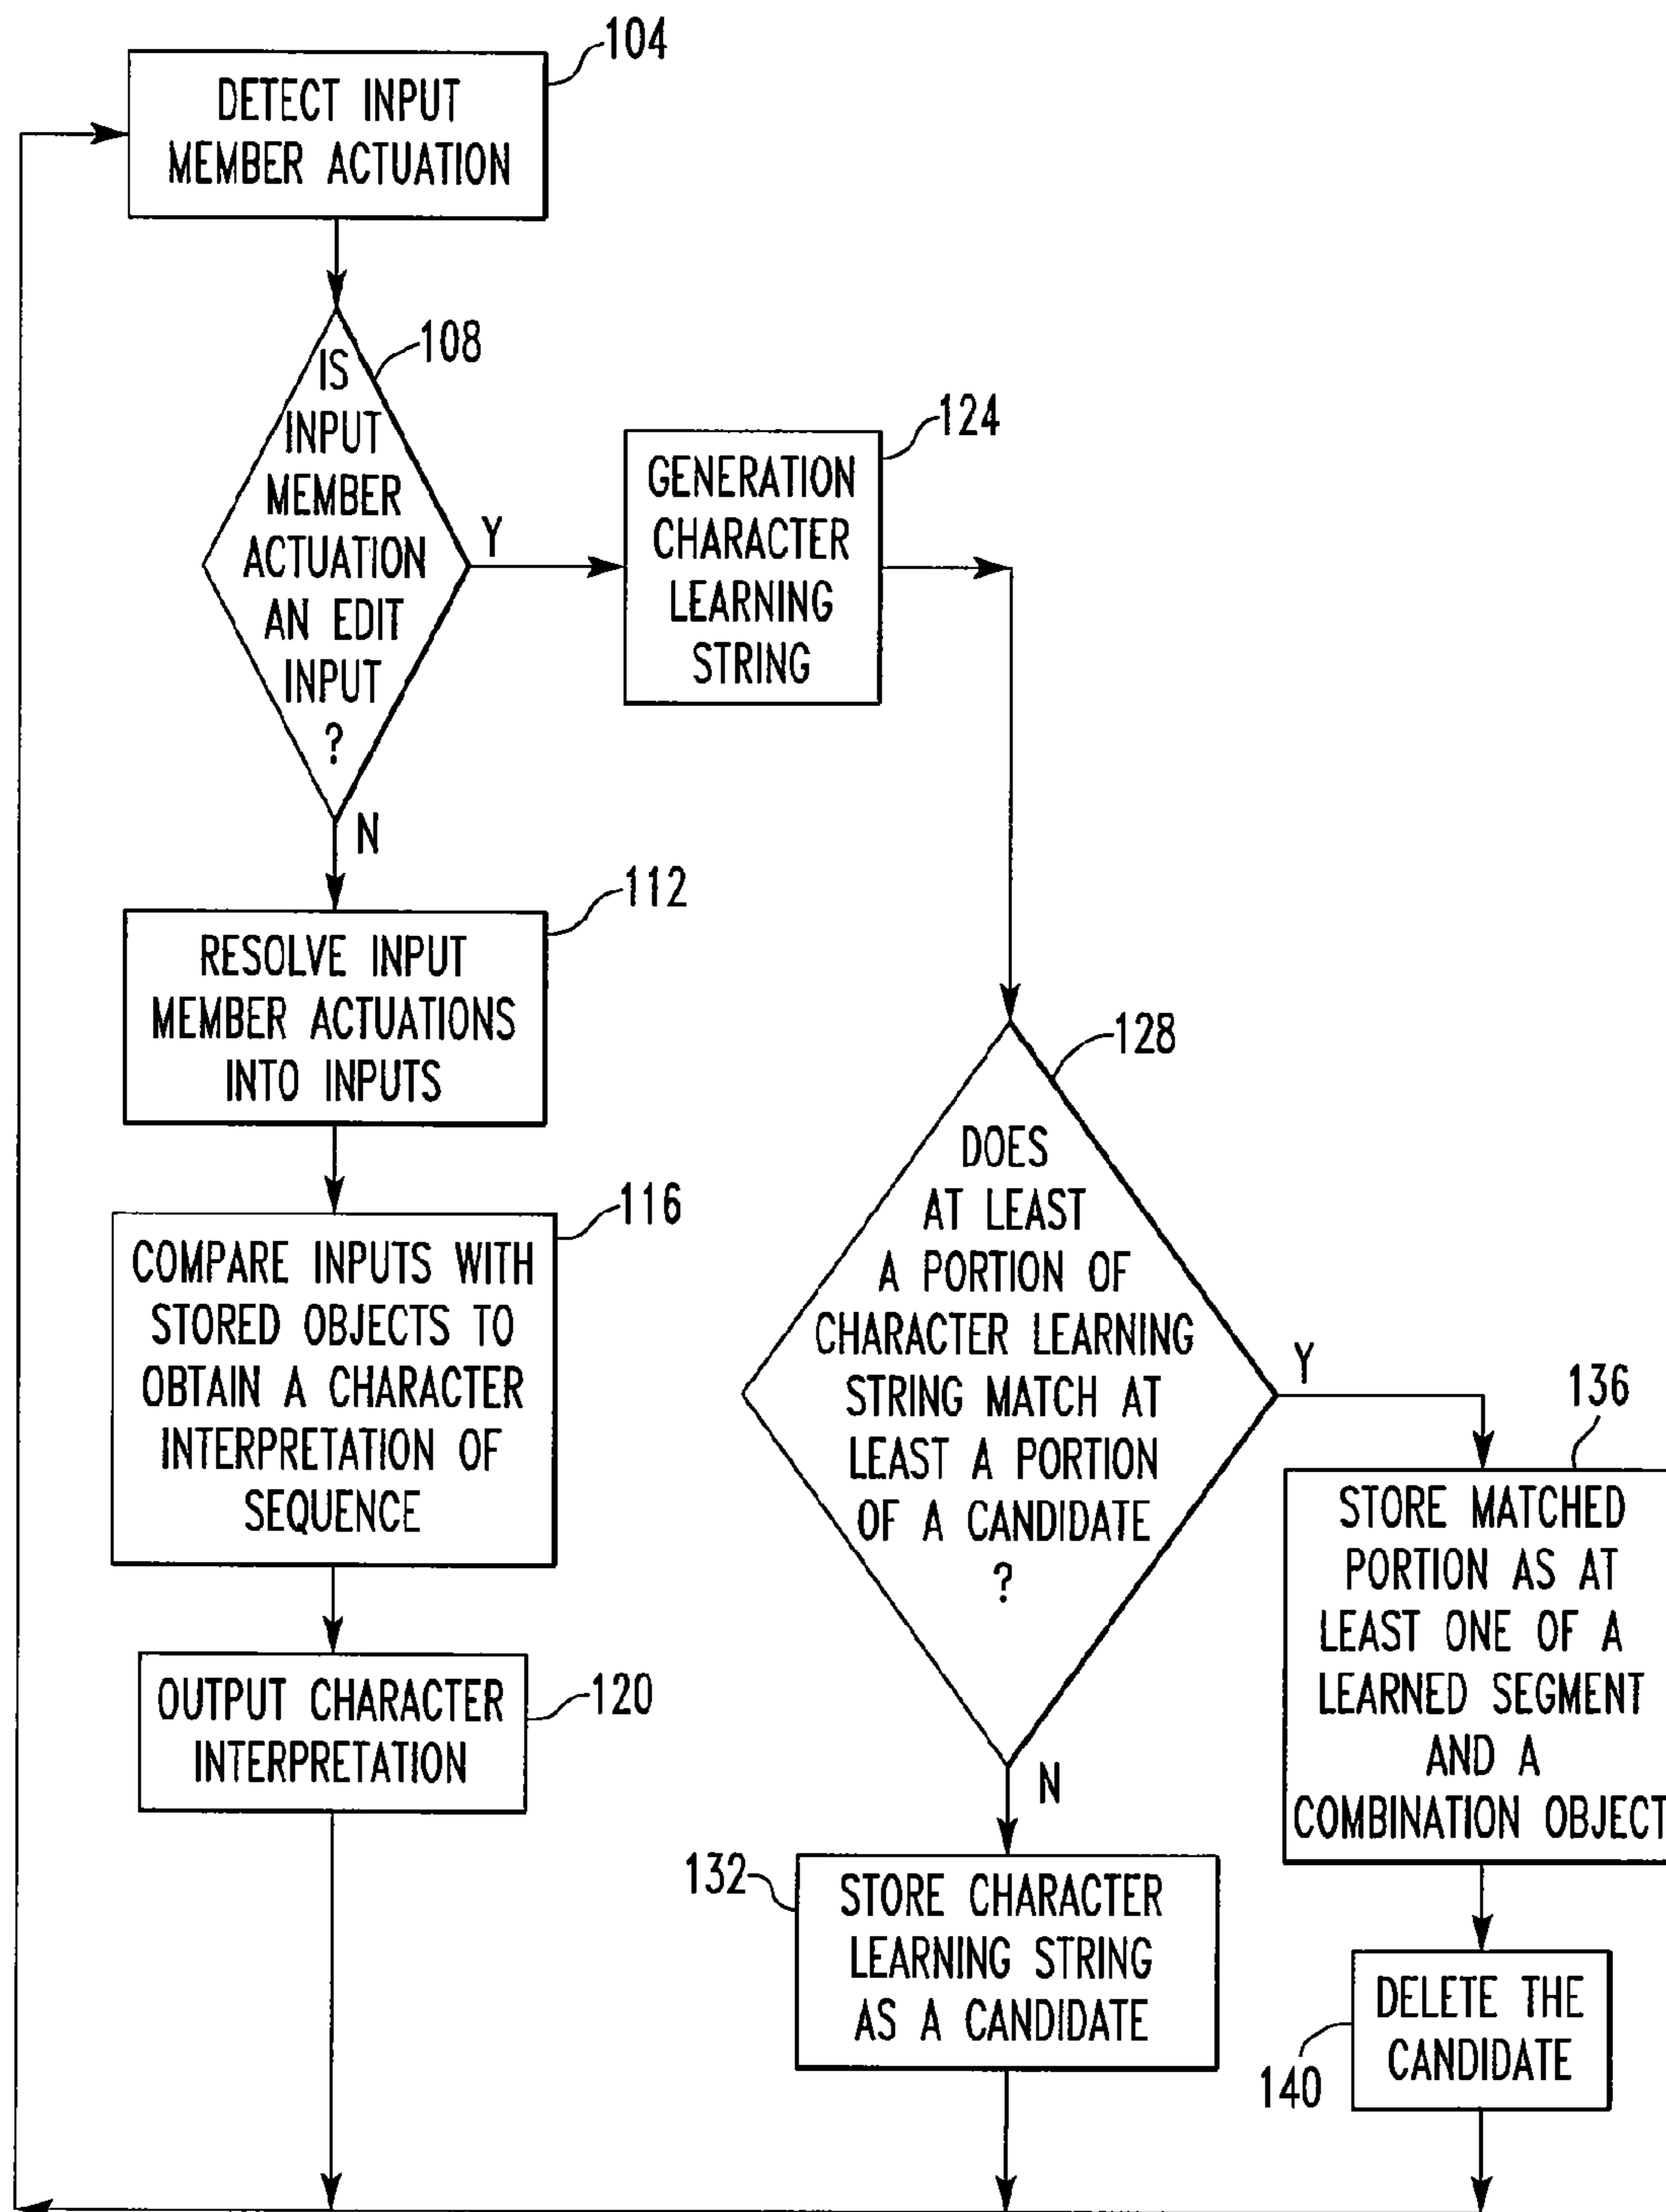 104
DETECT INPUT
MEMBER ACTUATION
108
IS
INPUT
MEMBER
ACTUATION
AN EDIT
INPUT
?
Y
N
124
GENERATION
CHARACTER
LEARNING
STRING
112
RESOLVE INPUT
MEMBER ACTUATIONS
INTO INPUTS
116
COMPARE INPUTS WITH
STORED OBJECTS TO
OBTAIN A CHARACTER
INTERPRETATION OF
SEQUENCE
120
OUTPUT CHARACTER
INTERPRETATION
128
DOES
AT LEAST
A PORTION OF
CHARACTER LEARNING
STRING MATCH AT
LEAST A PORTION
OF A CANDIDATE
?
Y
N
132
STORE CHARACTER
LEARNING STRING
AS A CANDIDATE
136
STORE MATCHED
PORTION AS AT
LEAST ONE OF A
LEARNED SEGMENT
AND A
COMBINATION OBJECT
140
DELETE THE
CANDIDATE